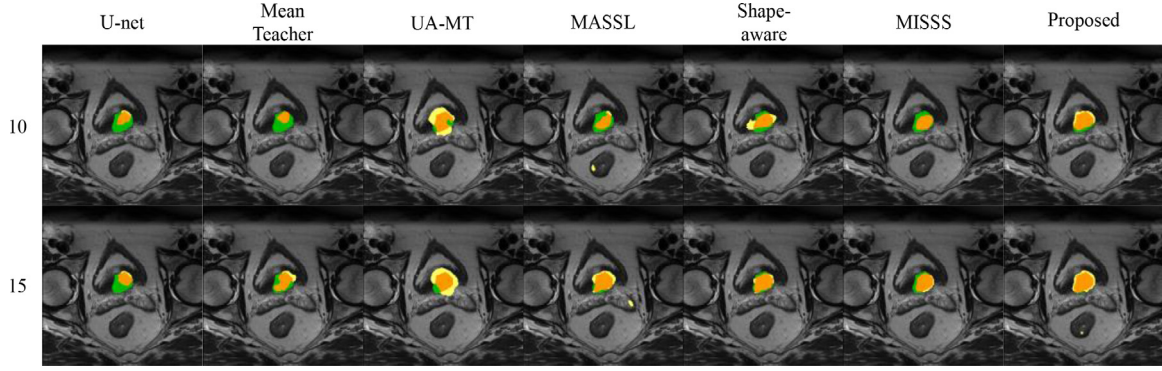 U-net
Mean
Teacher
UA-MT
MASSL
Shape-
aware
MISSS
Proposed
10
15